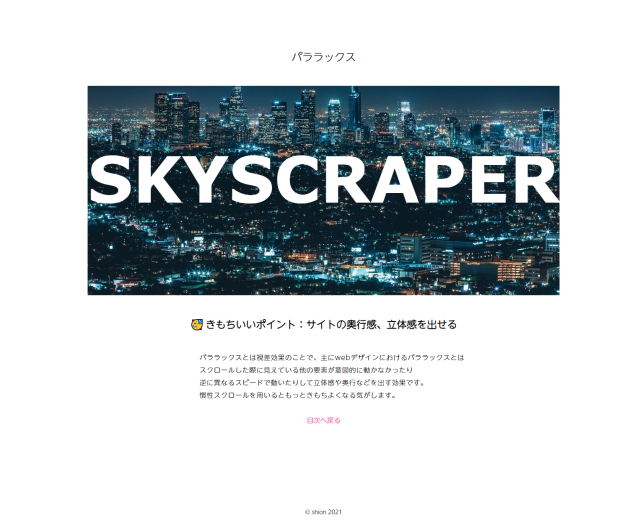 パララックス
SKYSCRAPER
きもちいいポイント：サイトの奥行感、立体感を出せる
パララックスとは視差効果のことで、主にwebデザインにおけるパララックスとは
スクロールした際に見えている他の要素が意図的に動かなかったり
逆に異なるスピードで動いたりして立体感や奥行などを出す効果です。
慣性スクロールを用いるともっときもちよくなる気がします。
目次へ戻る
© shion 2021